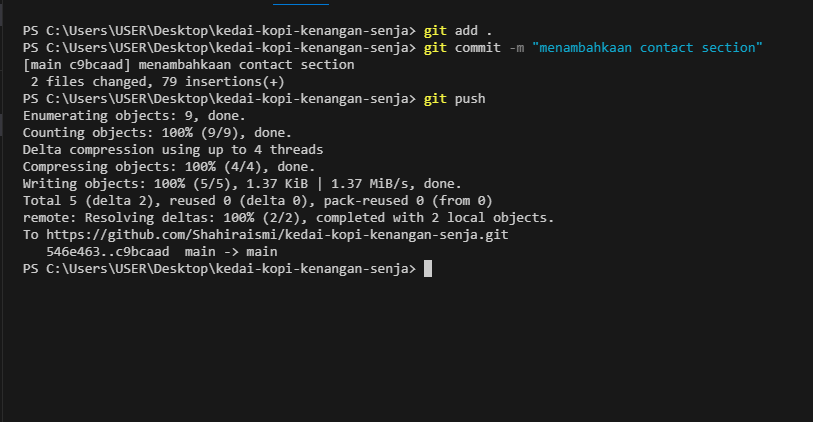 PS C:\Users\USER\Desktop\kedai-kopi-kenangan-senja> git add .
PS C:\Users\USER\Desktop\kedai-kopi-kenangan-senja> git commit -m "menambahkaan contact section"
[main c9bcaad] menambahkaan contact section
 2 files changed, 79 insertions(+)
PS C:\Users\USER\Desktop\kedai-kopi-kenangan-senja> git push
Enumerating objects: 9, done.
Counting objects: 100% (9/9), done.
Delta compression using up to 4 threads
Compressing objects: 100% (4/4), done.
Writing objects: 100% (5/5), 1.37 KiB | 1.37 MiB/s, done.
Total 5 (delta 2), reused 0 (delta 0), pack-reused 0 (from 0)
remote: Resolving deltas: 100% (2/2), completed with 2 local objects.
To https://github.com/Shahiraismi/kedai-kopi-kenangan-senja.git
   546e463..c9bcaad  main -> main
PS C:\Users\USER\Desktop\kedai-kopi-kenangan-senja>